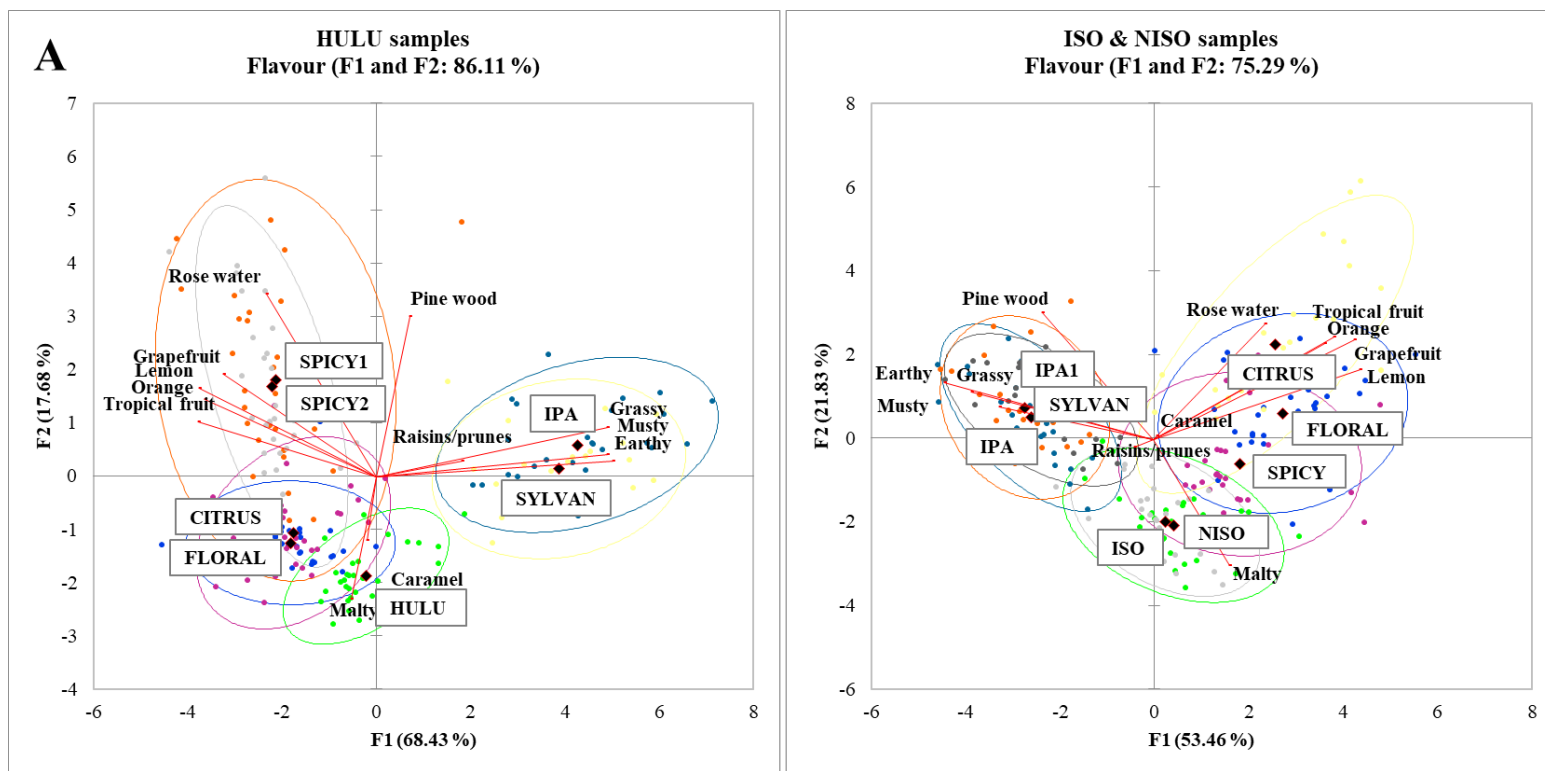 A
HULU samples
Flavour (F1 and F2: 86.11 %)
7
6
5
4
3
2
1
0
-1
-2
-3
-4
F2 (17.68 %)
Rose water
Pine wood
SPICY1
Grapefruit
Lemon
Orange
SPICY2
Tropical fruit
IPA
Grassy
Raisins/prunes
Musty
Earthy
SYLVAN
CITRUS
FLORAL
Caramel
HULU
Malty
-6
-4
-2
0
2
4
6
8
F1 (68.43 %)
ISO & NISO samples
Flavour (F1 and F2: 75.29 %)
8
6
4
2
0
-2
-4
-6
F2 (21.83 %)
Pine wood
Rose water
Tropical fruit
Orange
Grapefruit
Earthy
Grassy
IPA1
CITRUS
Lemon
Musty
SYLVAN
Caramel
FLORAL
IPA
Raisins/prunes
SPICY
ISO
NISO
Malty
-6
-4
-2
0
2
4
6
8
F1 (53.46 %)